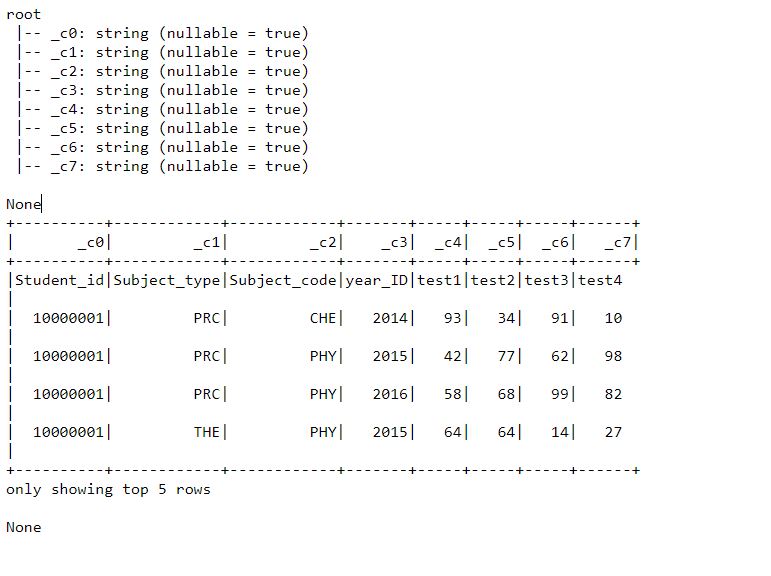 root
 |-- _c0: string (nullable = true)
 |-- _c1: string (nullable = true)
 |-- _c2: string (nullable = true)
 |-- _c3: string (nullable = true)
 |-- _c4: string (nullable = true)
 |-- _c5: string (nullable = true)
 |-- _c6: string (nullable = true)
 |-- _c7: string (nullable = true)

None
+----------+------------+------------+-------+-----+-----+-----+------+
|       _c0|         _c1|         _c2|    _c3|  _c4|  _c5|  _c6|   _c7|
+----------+------------+------------+-------+-----+-----+-----+------+
|Student_id|Subject_type|Subject_code|year_ID|test1|test2|test3|test4
|
|  10000001|         PRC|         CHE|   2014|   93|   34|   91|   10
|
|  10000001|         PRC|         PHY|   2015|   42|   77|   62|   98
|
|  10000001|         PRC|         PHY|   2016|   58|   68|   99|   82
|
|  10000001|         THE|         PHY|   2015|   64|   64|   14|   27
|
+----------+------------+------------+-------+-----+-----+-----+------+
only showing top 5 rows

None